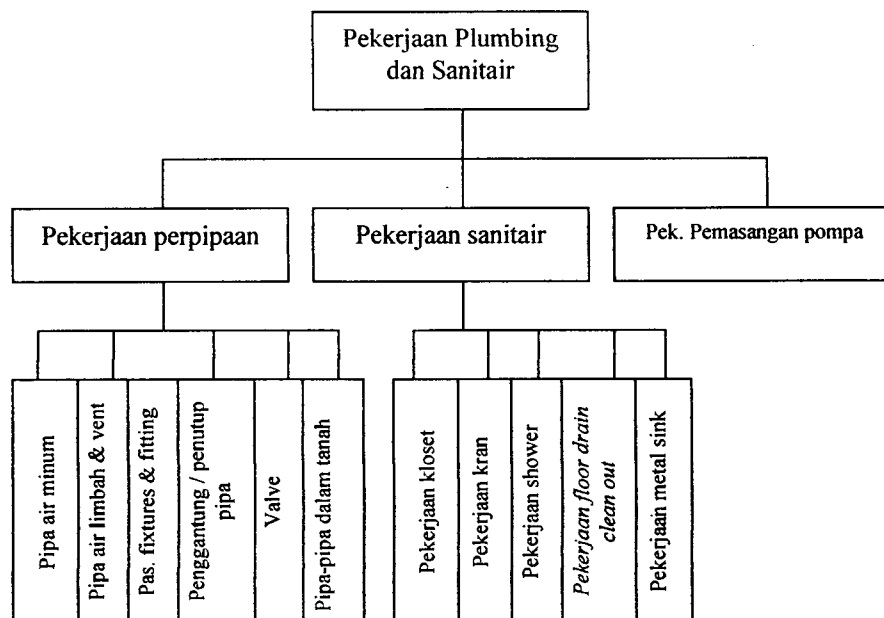 Pekerjaan Plumbing
dan Sanitair
Pekerjaan perpipaan
Pekerjaan sanitair
Pek. Pemasangan pompa
Pipa air minum
Pipa air limbah & vent
Pas. fixtures & fitting
Penggantung / penutup
pipa
Valve
Pipa-pipa dalam tanah
Pekerjaan kloset
Pekerjaan kran
Pekerjaan shower
Pekerjaan floor drain
clean out
Pekerjaan metal sink